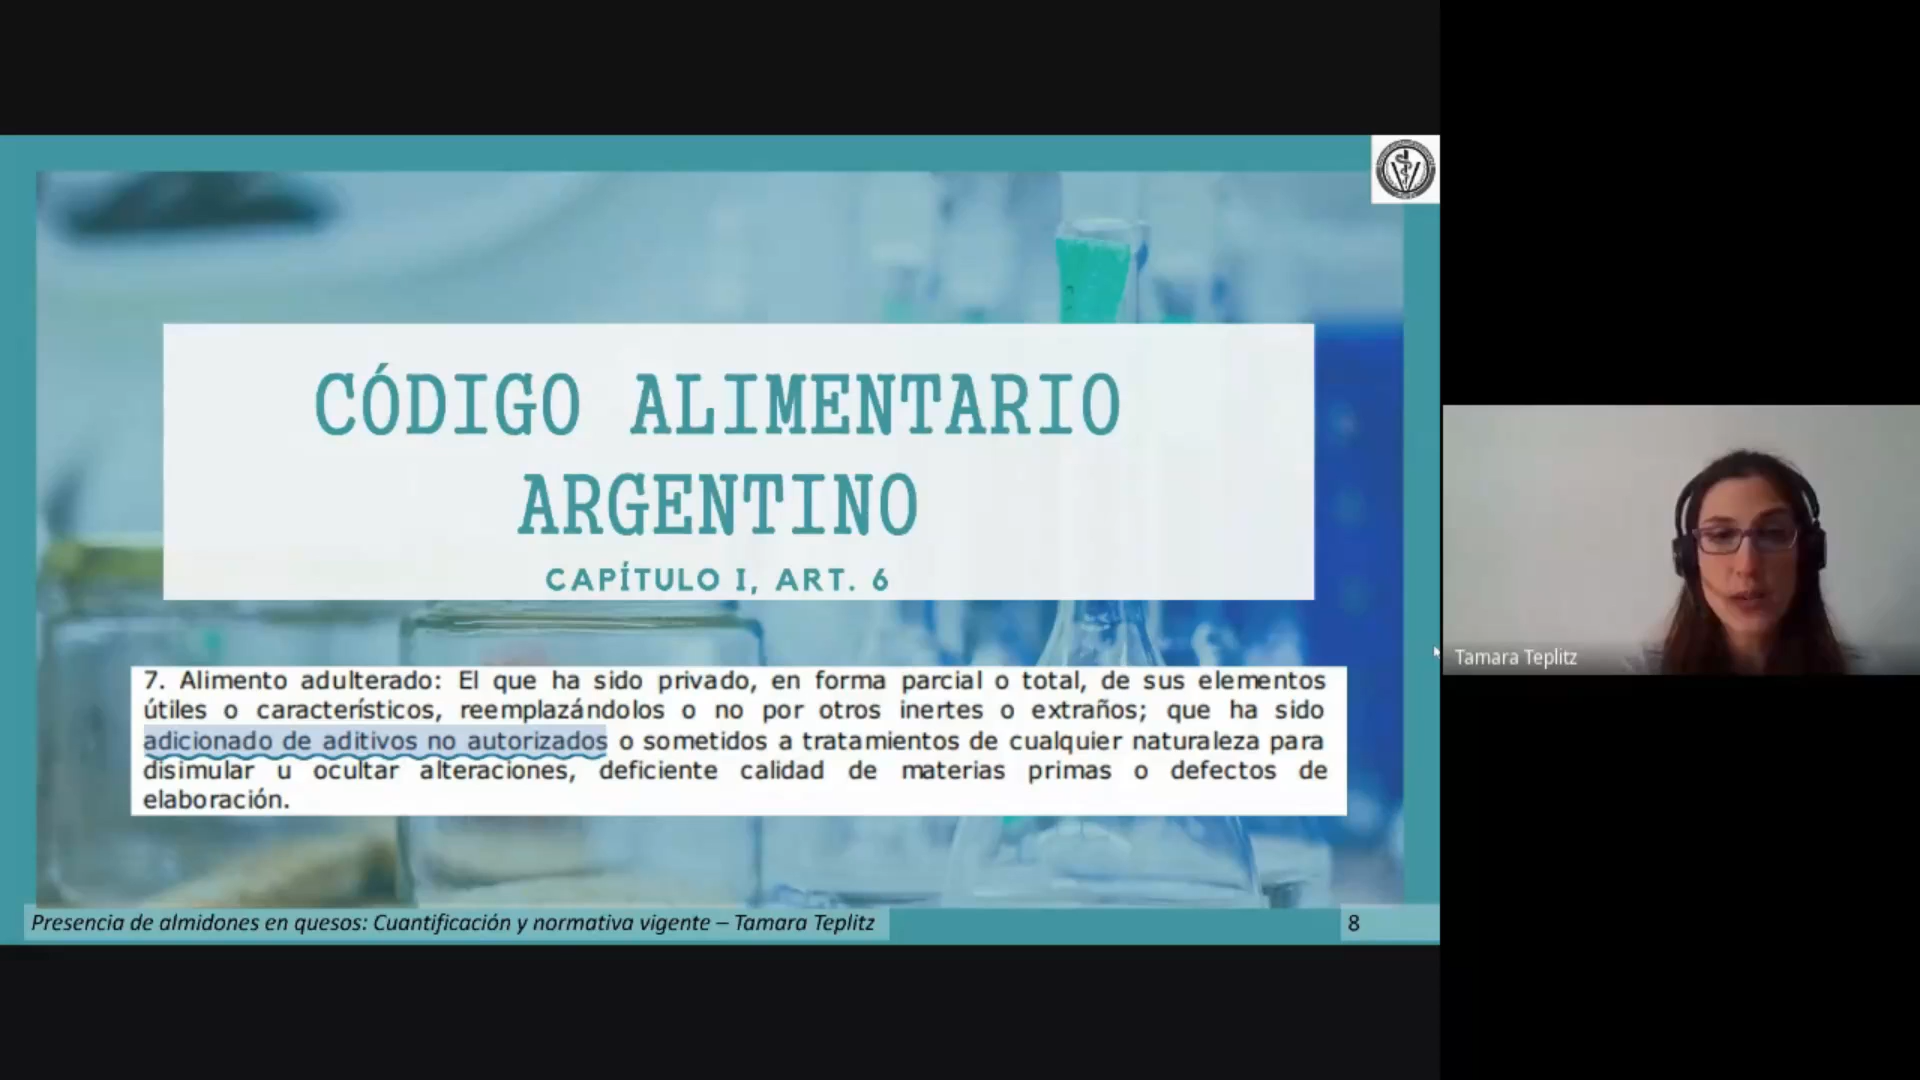 CÓDIGO ALIMENTARIO
ARGENTINO
CAPÍTULO I, ART. 6
7. Alimento adulterado: El que ha sido privado, en forma parcial o total, de sus elementos
útiles o característicos, reemplazándolos o no por otros inertes o extraños; que ha sido
adicionado de aditivos no autorizados o sometidos a tratamientos de cualquier naturaleza para
disimular u ocultar alteraciones, deficiente calidad de materias primas o defectos de
elaboración.
Presencia de almidones en quesos: Cuantificación y normativa vigente – Tamara Teplitz
8
Tamara Teplitz